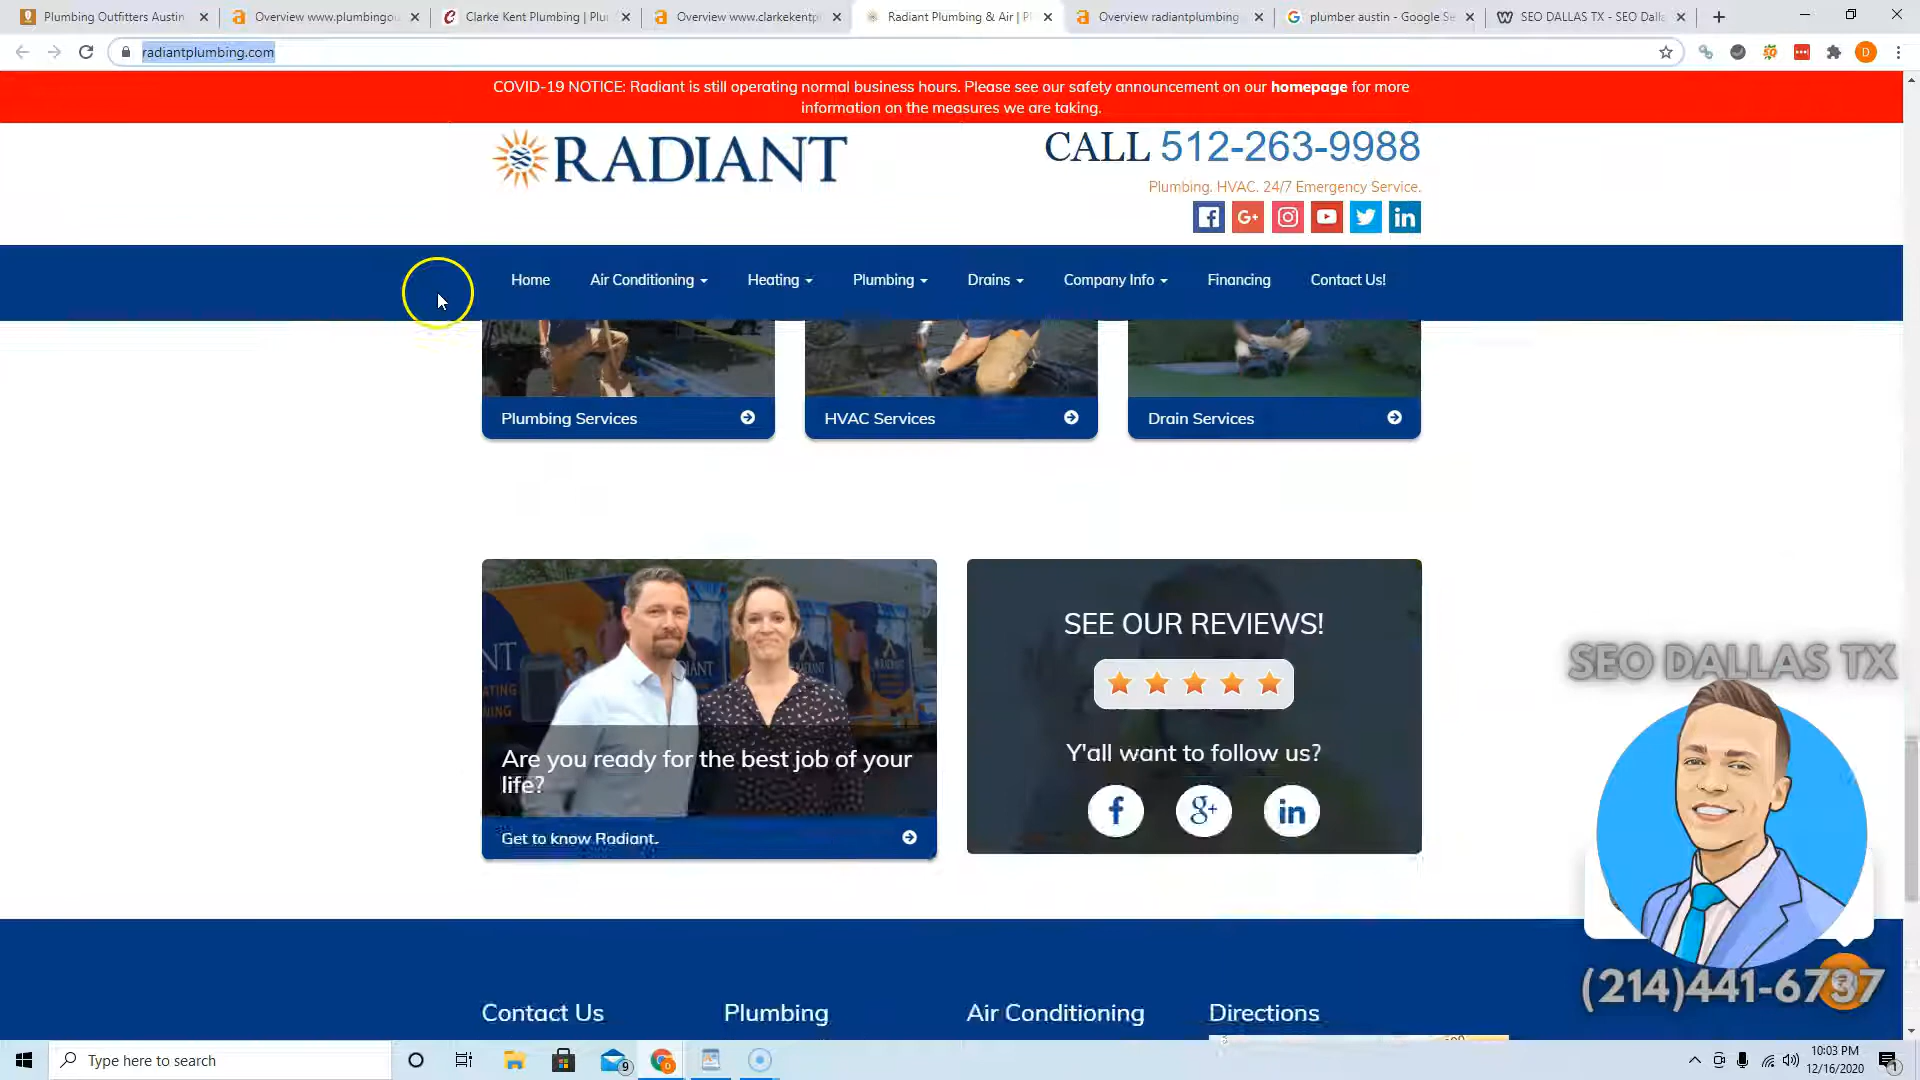 Plumbing Outfitters Austin
Overview www.plumbingou
Clarke Kent Plumbing | Plu
Overview www.clarkekentp
Radiant Plumbing & Air | P
Overview radiantplumbing
plumber austin - Google Se
SEO DALLAS TX - SEO Dalla
radiantplumbing.com
COVID-19 NOTICE: Radiant is still operating normal business hours. Please see our safety announcement on our homepage for more
information on the measures we are taking.
RADIANT
CALL 512-263-9988
Plumbing. HVAC. 24/7 Emergency Service.
Home Air Conditioning Heating Plumbing Drains Company Info Financing Contact Us!
Plumbing Services
HVAC Services
Drain Services
Are you ready for the best job of your
life?
Get to know Radiant.
SEE OUR REVIEWS!
Y'all want to follow us?
SEO DALLAS TX
(214)441-6737
Contact Us
Plumbing
Air Conditioning
Directions
Type here to search
10:03 PM
12/16/2020